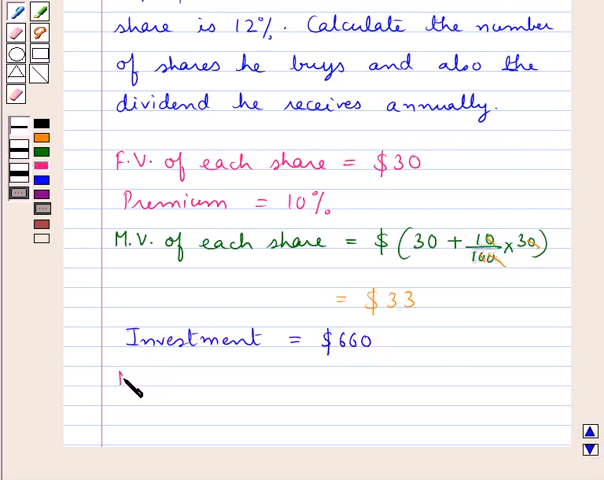 share is 12%. Calculate the number
of shares he buys and also the
dividend he receives annually.
F.V. of each share = $30
Premium = 10%
M.V. of each share = $ (30 + 10/100 × 30)
= $33
Investment = $660